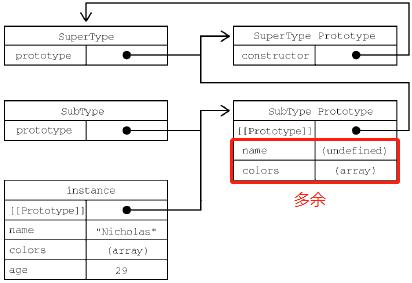 SuperType
prototype
SuperType Prototype
constructor
SubType
prototype
SubType Prototype
[[Prototype]]
name (undefined)
colors (array)
多余
instance
[[Prototype]]
name "Nicholas"
colors (array)
age 29